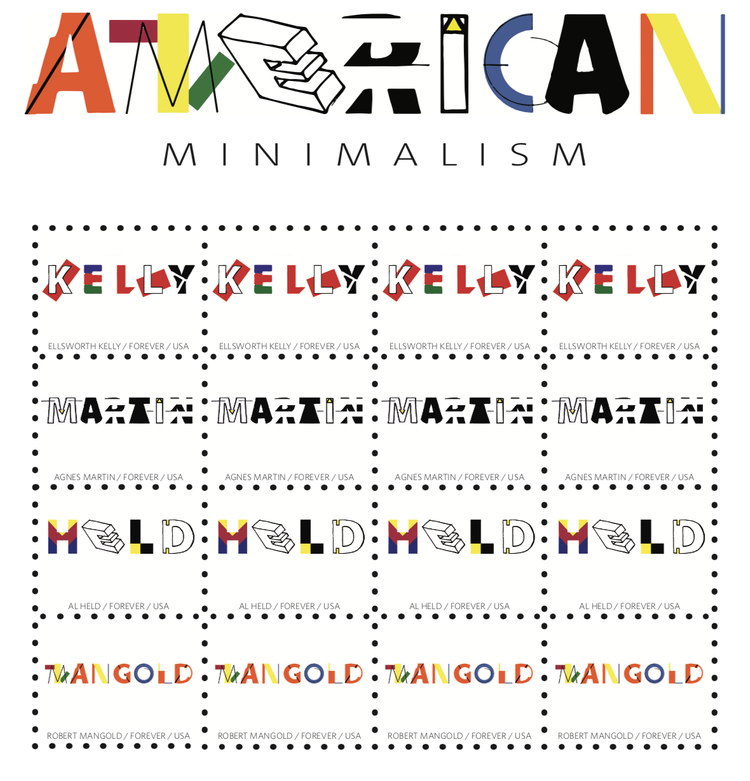 AMERICAN
MINIMALISM
KELLY KELLY KELLY KELLY
ELLSWORTH KELLY / FOREVER / USA ELLSWORTH KELLY / FOREVER / USA ELLSWORTH KELLY / FOREVER / USA ELLSWORTH KELLY / FOREVER / USA
MARTIN MARTIN MARTIN MARTIN
AGNES MARTIN / FOREVER / USA AGNES MARTIN / FOREVER / USA AGNES MARTIN / FOREVER / USA AGNES MARTIN / FOREVER / USA
HELD HELD HELD HELD
AL HELD / FOREVER / USA AL HELD / FOREVER / USA AL HELD / FOREVER / USA AL HELD / FOREVER / USA
MANGOLD MANGOLD MANGOLD MANGOLD
ROBERT MANGOLD / FOREVER / USA ROBERT MANGOLD / FOREVER / USA ROBERT MANGOLD / FOREVER / USA ROBERT MANGOLD / FOREVER / USA